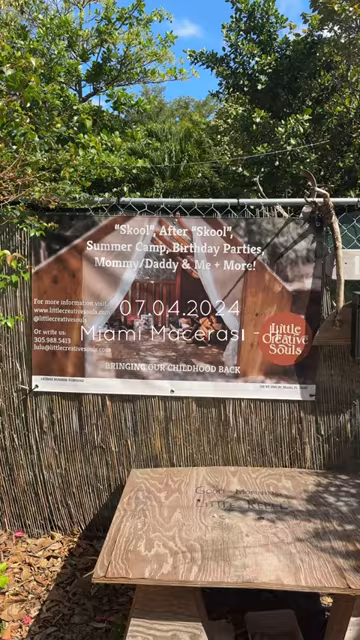 "Skool", After "Skool",
Summer Camp, Birthday Parties,
Mommy/Daddy & Me + More!
For more information visit
www.littlecreativesouls.com
@littlecreativesouls
Or write us:
305.988.5413
lulu@littlecreativesouls.com
07.04.2024
Miami Macerasi -
Little
Creative
Souls
BRINGING OUR CHILDHOOD BACK